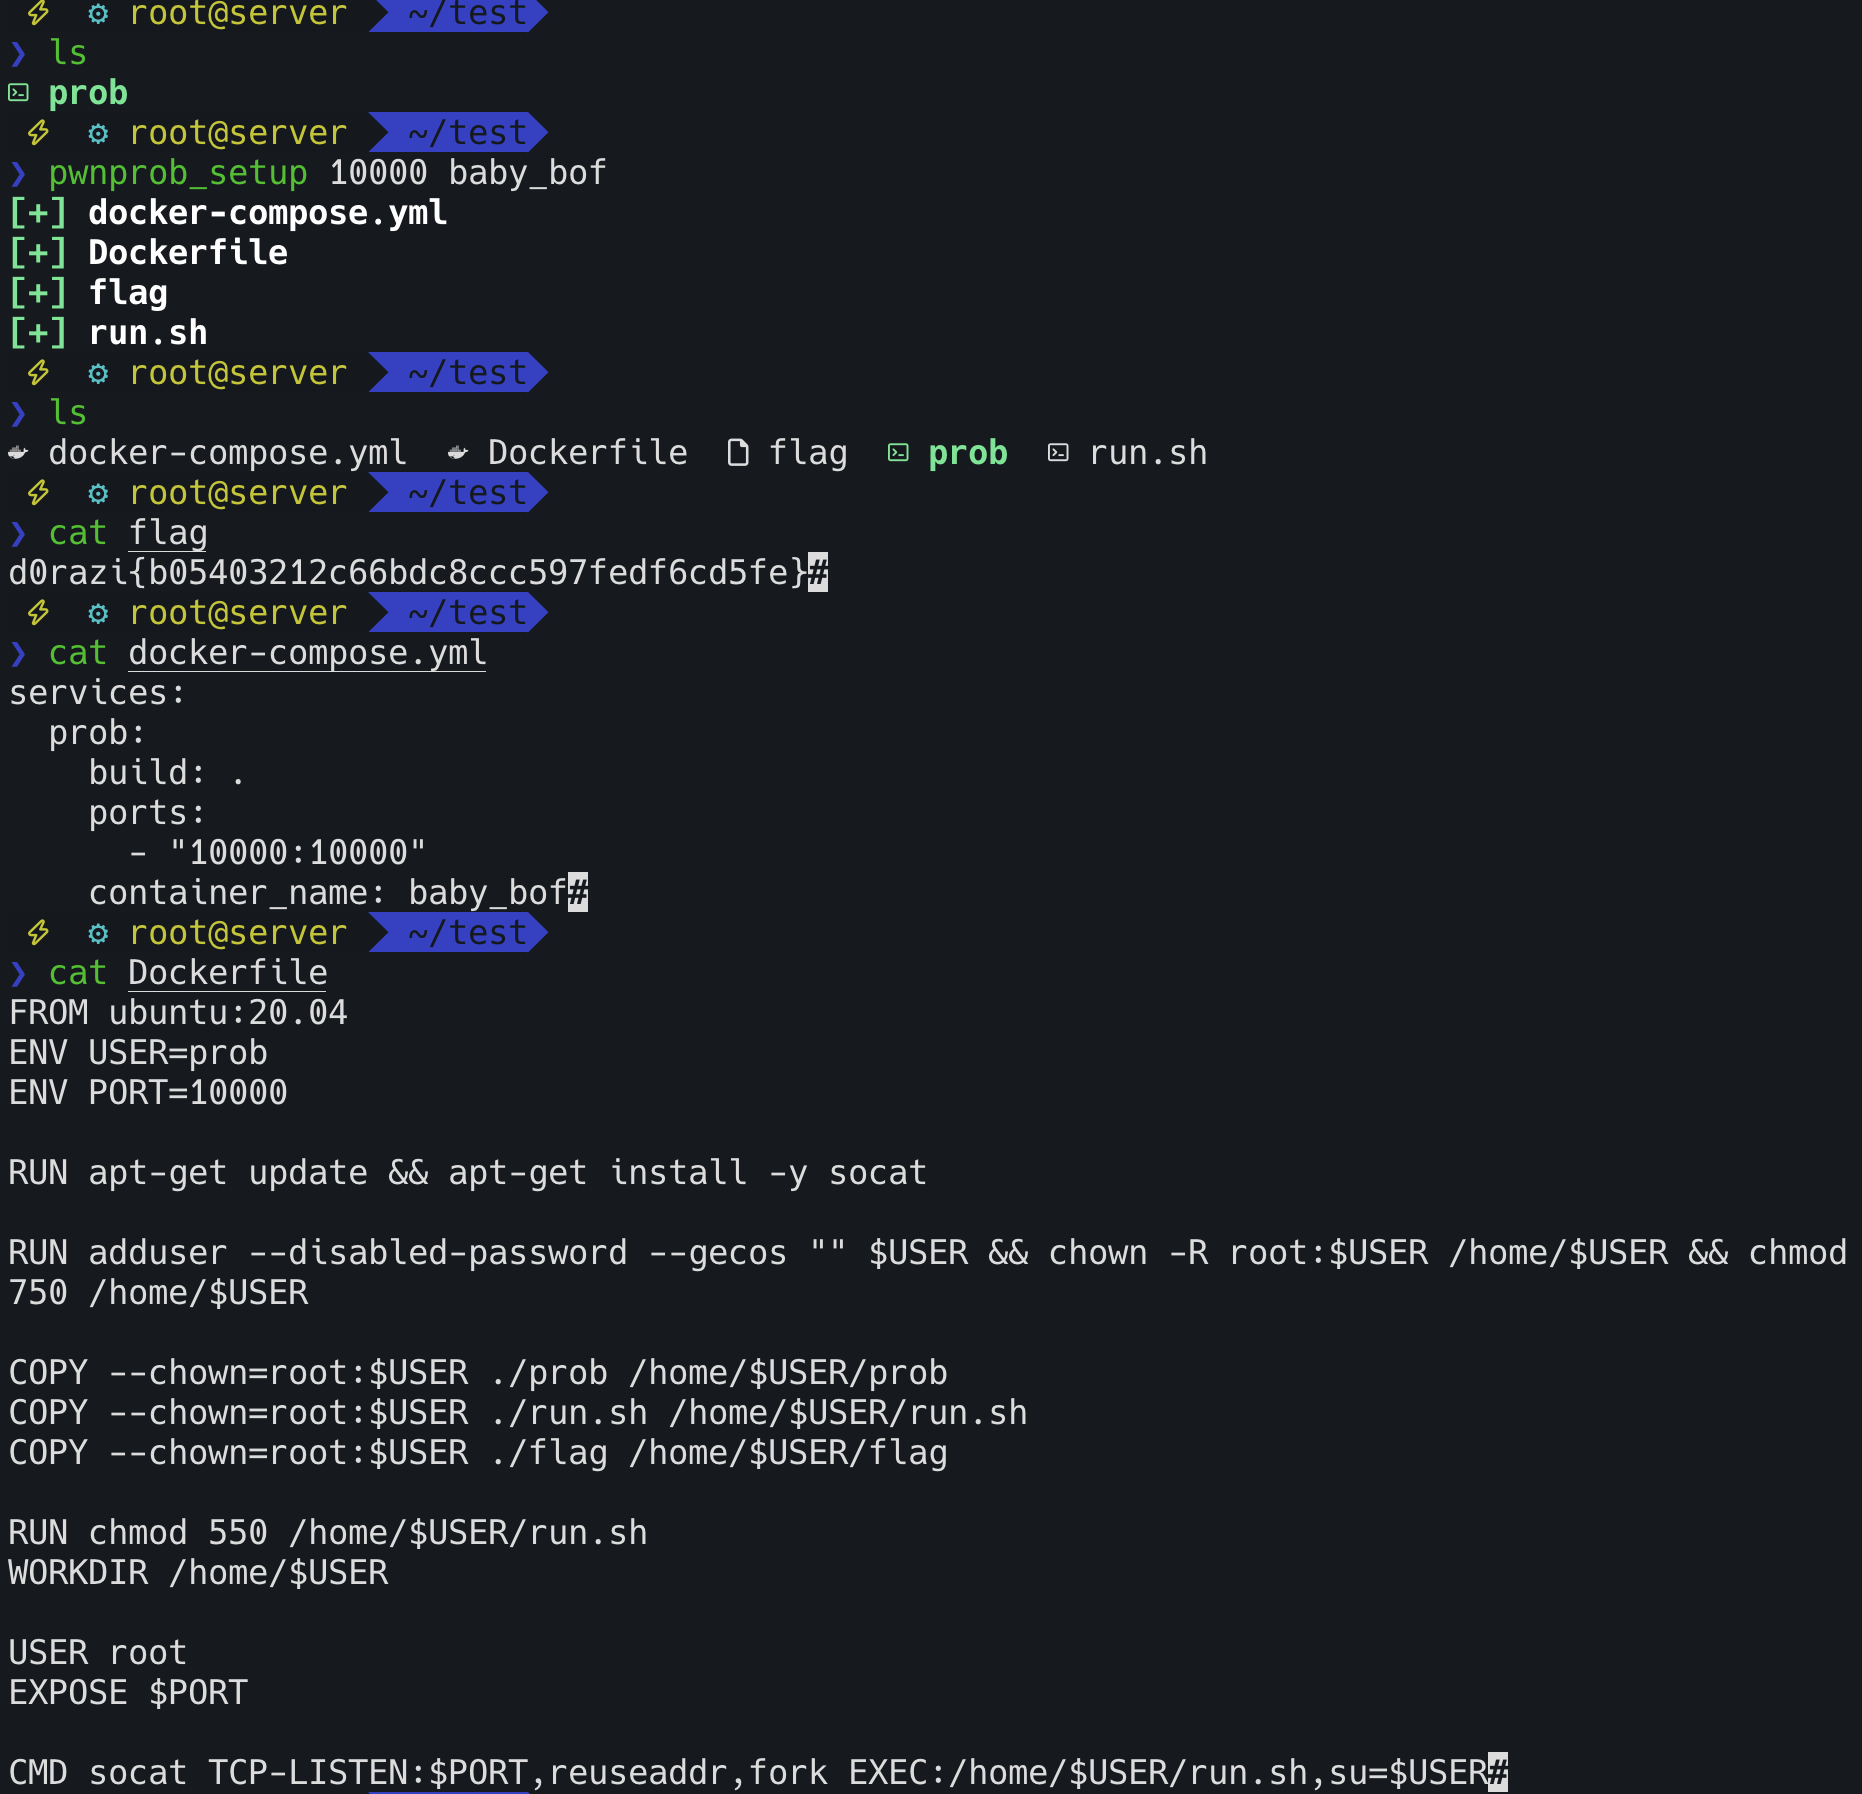 root@server ~/test
❯ ls
prob
root@server ~/test
❯ pwnprob_setup 10000 baby_bof
[+] docker-compose.yml
[+] Dockerfile
[+] flag
[+] run.sh
root@server ~/test
❯ ls
docker-compose.yml Dockerfile flag prob run.sh
root@server ~/test
❯ cat flag
d0razi{b05403212c66bdc8ccc597fedf6cd5fe}#
root@server ~/test
❯ cat docker-compose.yml
services:
  prob:
    build: .
    ports:
      - "10000:10000"
    container_name: baby_bof#
root@server ~/test
❯ cat Dockerfile
FROM ubuntu:20.04
ENV USER=prob
ENV PORT=10000

RUN apt-get update && apt-get install -y socat

RUN adduser --disabled-password --gecos "" $USER && chown -R root:$USER /home/$USER && chmod
750 /home/$USER

COPY --chown=root:$USER ./prob /home/$USER/prob
COPY --chown=root:$USER ./run.sh /home/$USER/run.sh
COPY --chown=root:$USER ./flag /home/$USER/flag

RUN chmod 550 /home/$USER/run.sh
WORKDIR /home/$USER

USER root
EXPOSE $PORT

CMD socat TCP-LISTEN:$PORT,reuseaddr,fork EXEC:/home/$USER/run.sh,su=$USER#